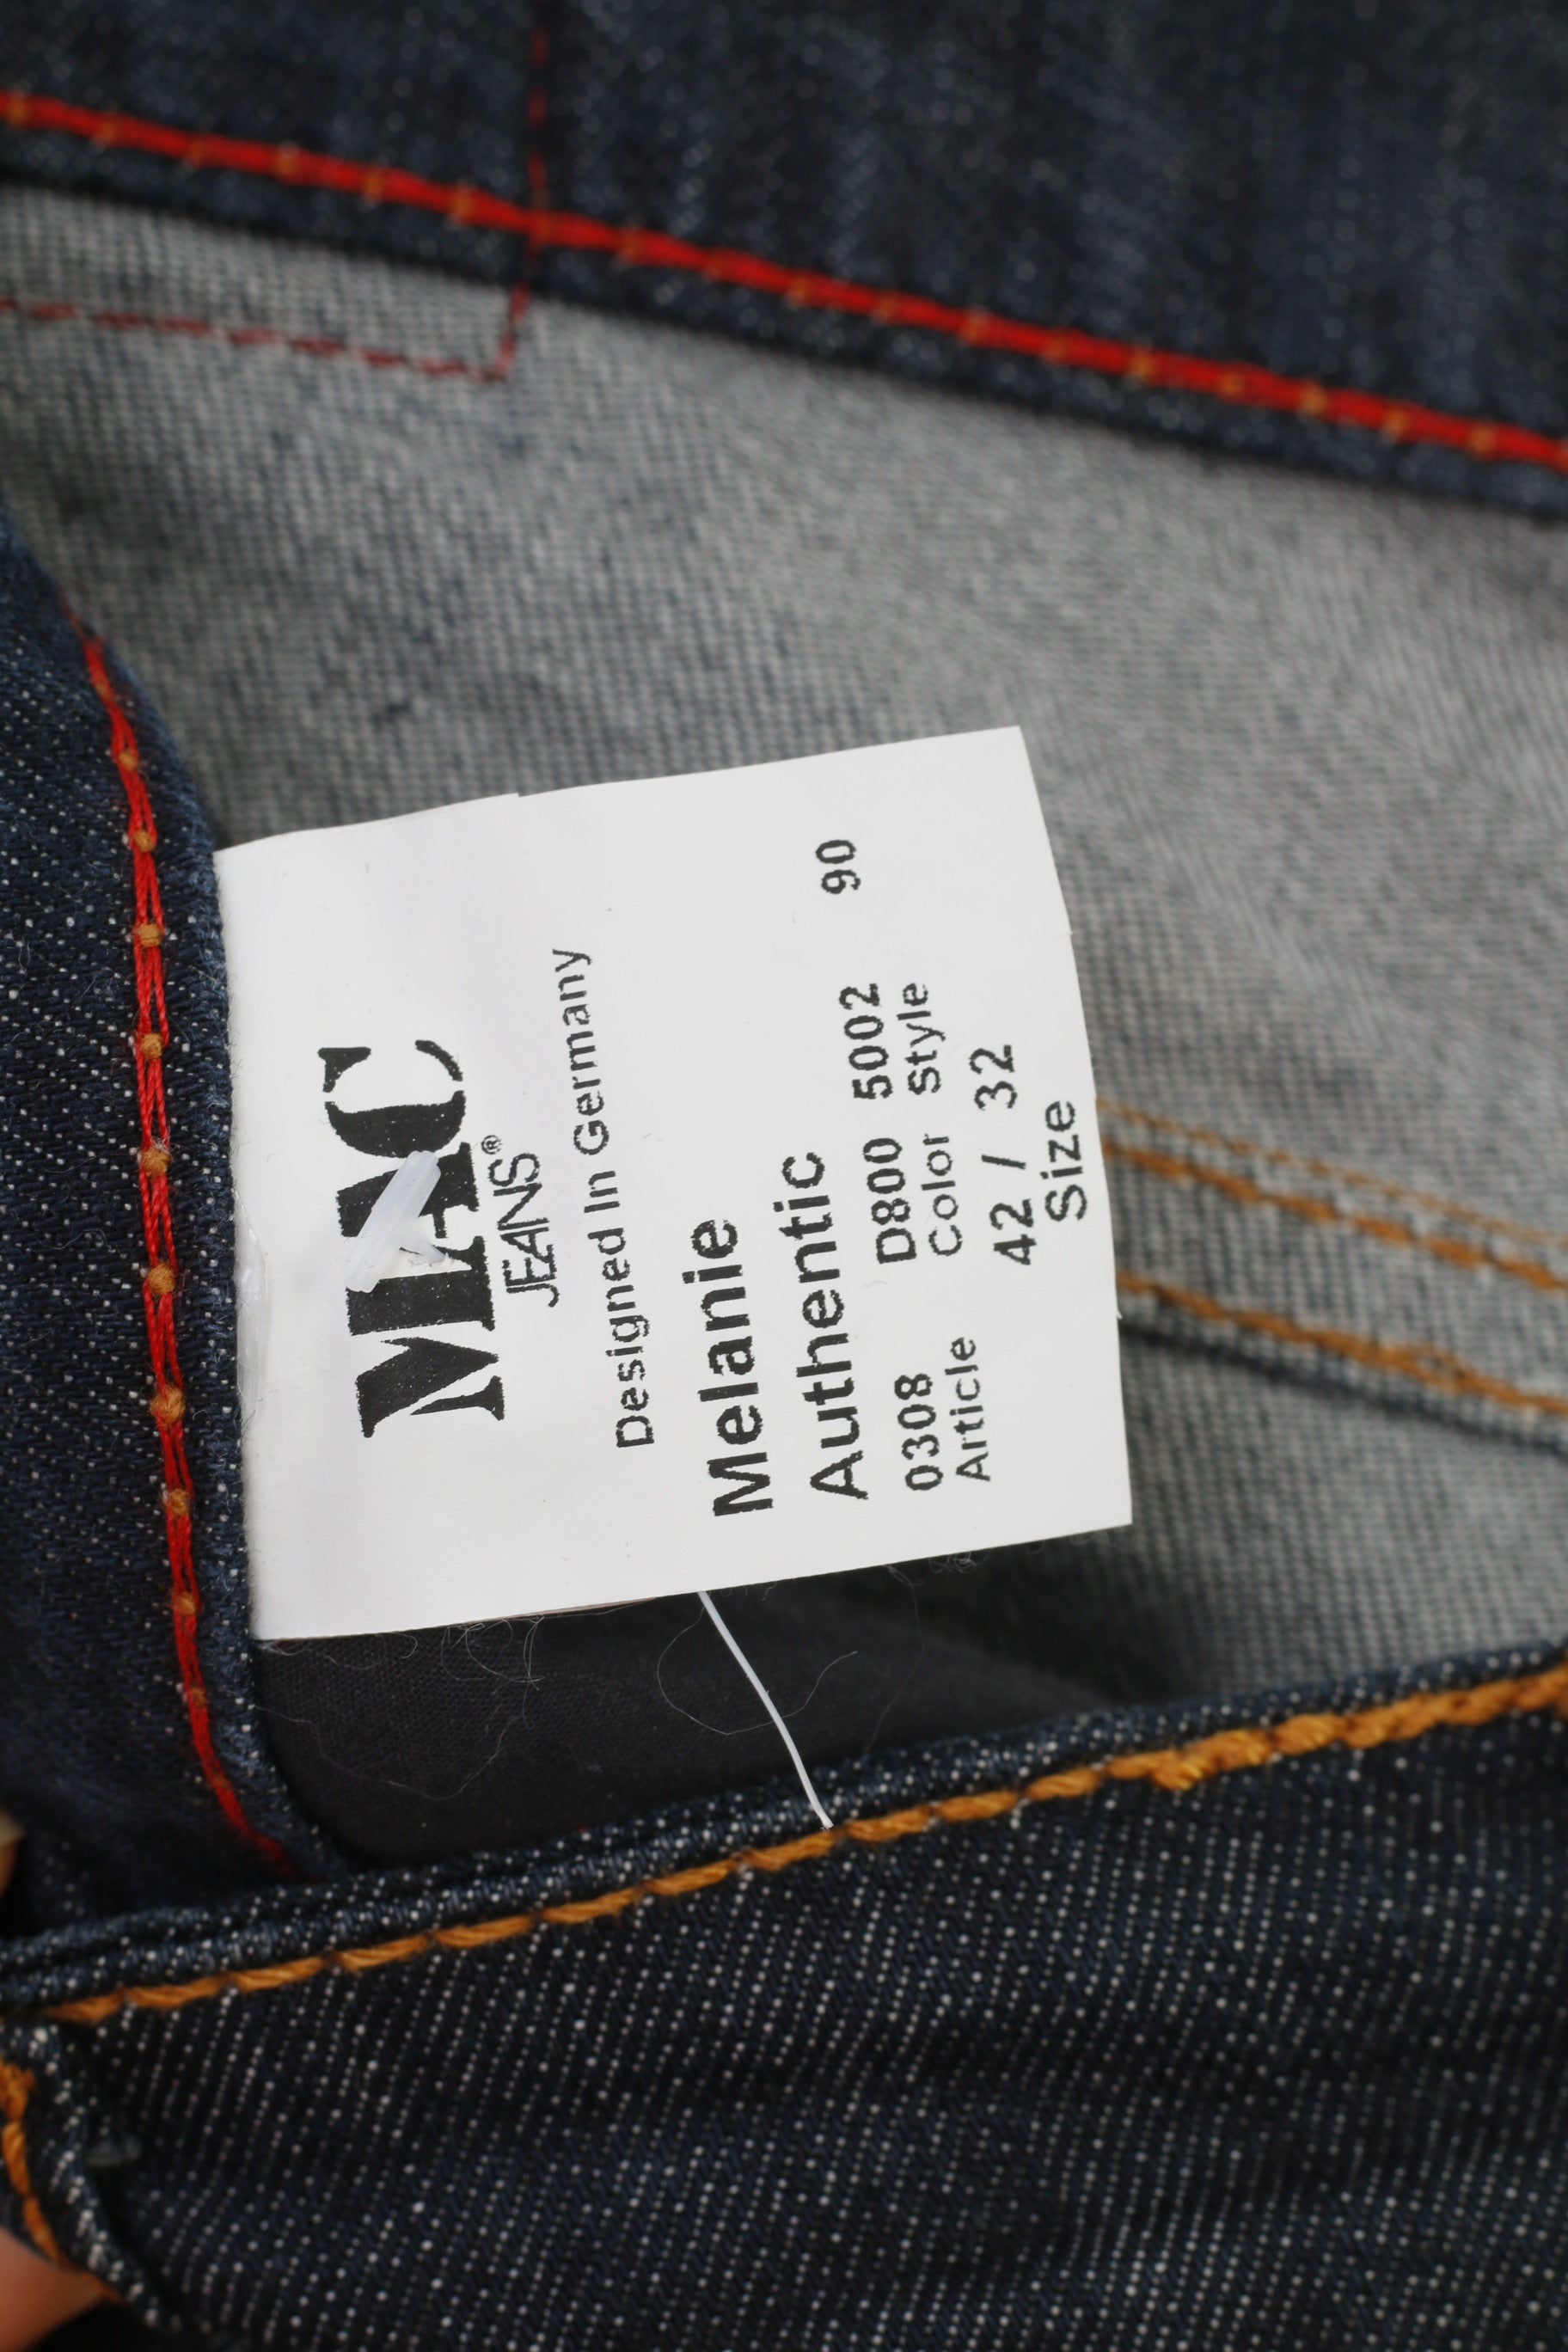 MAC
JEANS®
Designed In Germany
Melanie
Authentic 90
0308 D800 5002
Article Color Style
42 / 32
Size